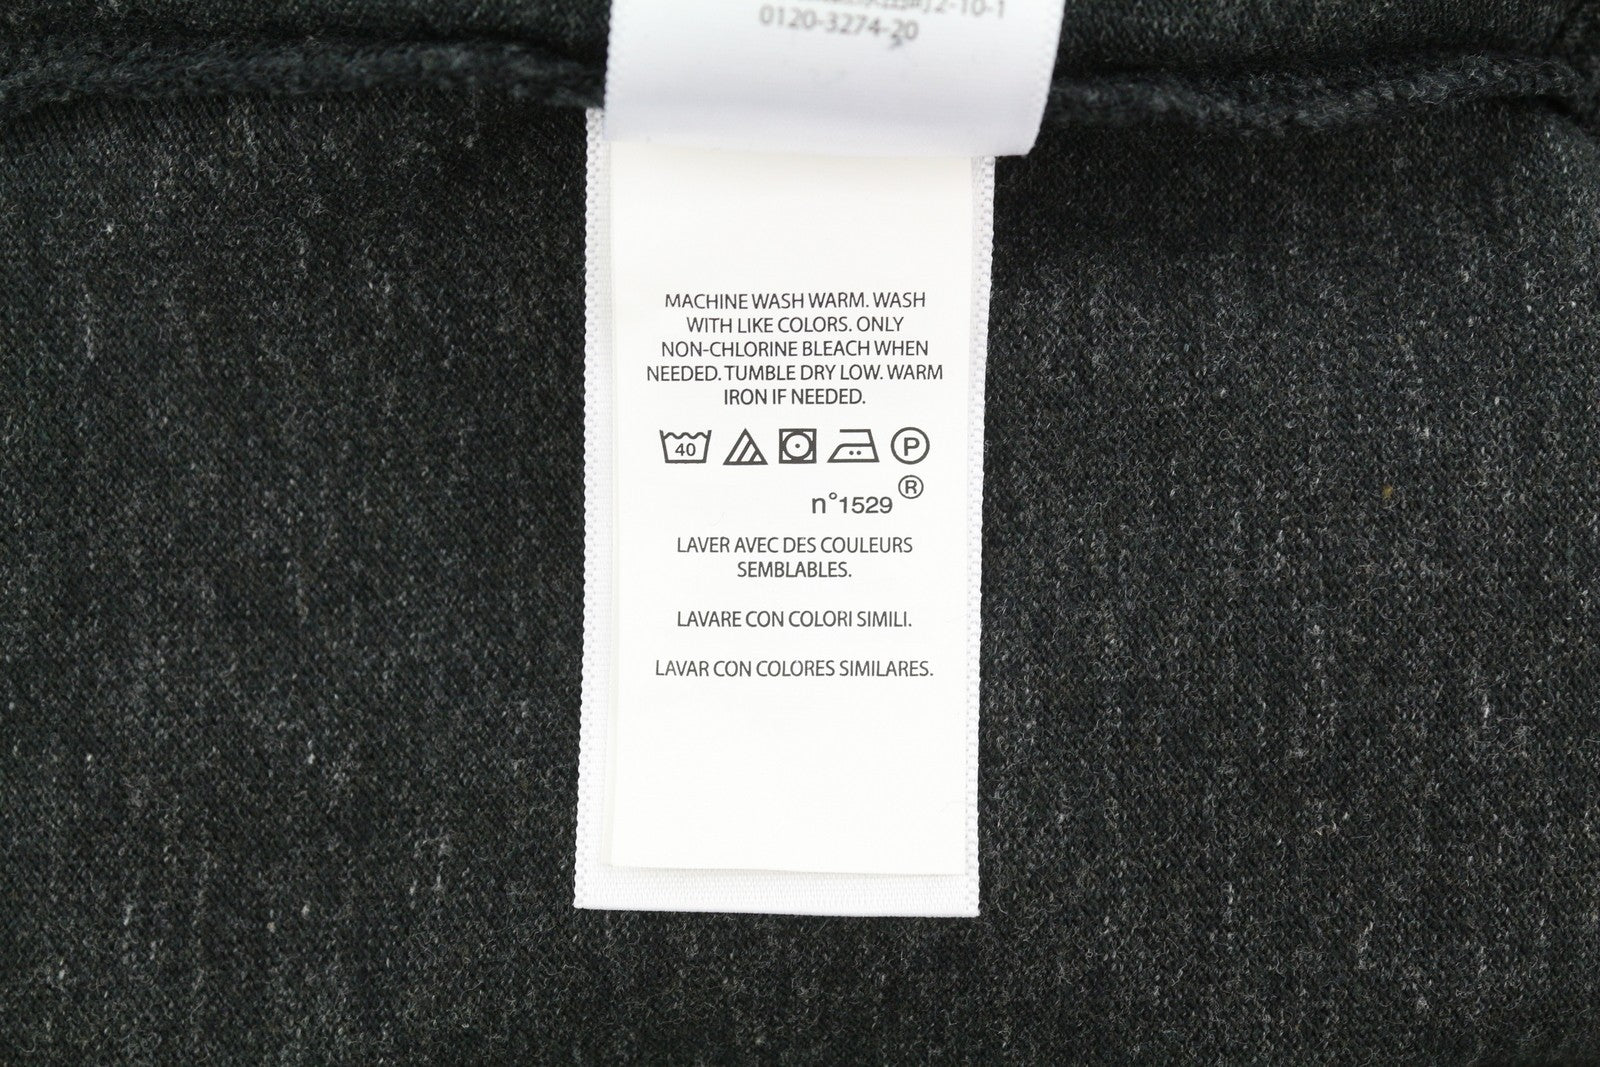 0120-3274-20
MACHINE WASH WARM. WASH
WITH LIKE COLORS. ONLY
NON-CHLORINE BLEACH WHEN
NEEDED. TUMBLE DRY LOW. WARM
IRON IF NEEDED.
40 P
n°1529 ®
LAVER AVEC DES COULEURS
SEMBLABLES.
LAVARE CON COLORI SIMILI.
LAVAR CON COLORES SIMILARES.